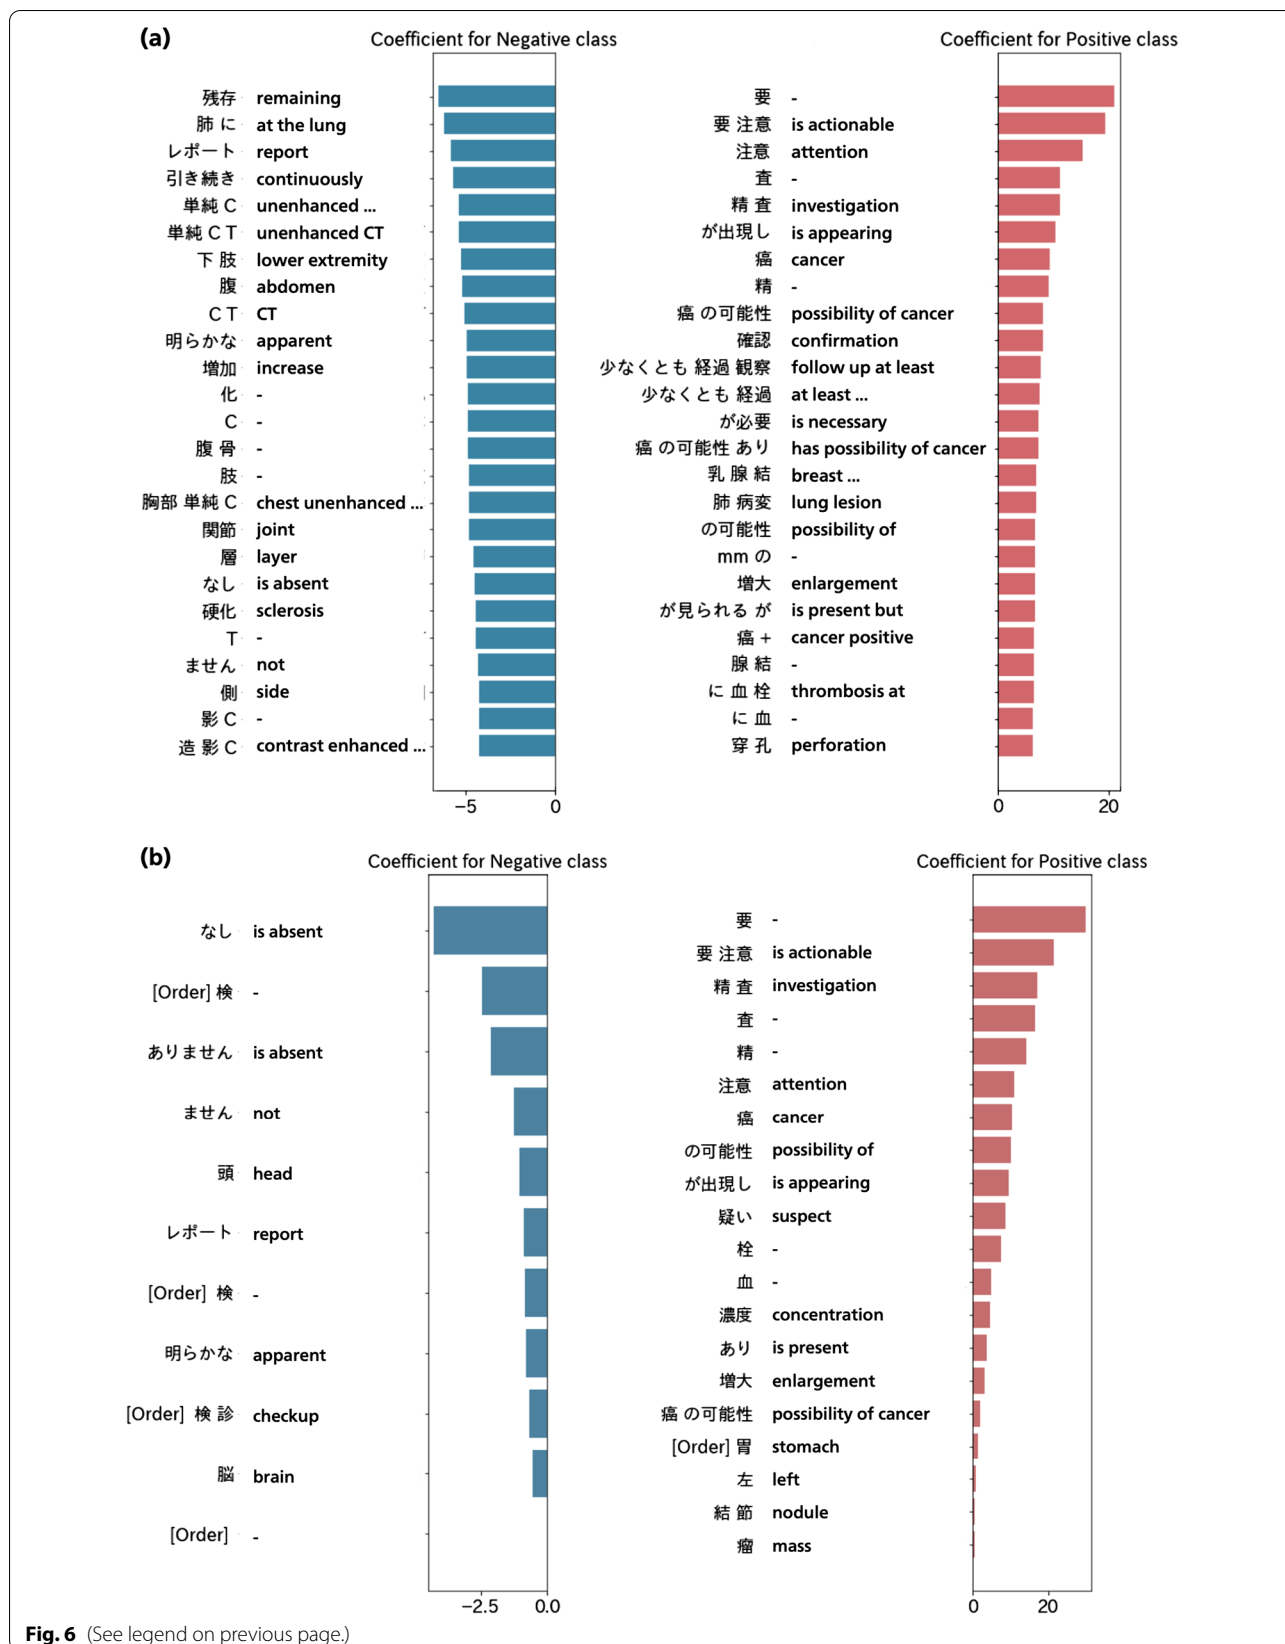 (a)
Coefficient for Negative class
残存 remaining
肺 に at the lung
レポート report
引き続き continuously
単純 C unenhanced ...
単純 C T unenhanced CT
下 肢 lower extremity
腹 abdomen
C T CT
明らかな apparent
増加 increase
化 -
C -
腹 骨 -
肢 -
胸部 単純 C chest unenhanced ...
関節 joint
層 layer
なし is absent
硬化 sclerosis
T -
ません not
側 side
影 C -
造 影 C contrast enhanced ...
−5 0
Coefficient for Positive class
要 -
要 注意 is actionable
注意 attention
査 -
精 査 investigation
が出現し is appearing
癌 cancer
精 -
癌 の可能性 possibility of cancer
確認 confirmation
少なくとも 経過 観察 follow up at least
少なくとも 経過 at least ...
が必要 is necessary
癌 の可能性 あり has possibility of cancer
乳 腺 結 breast ...
肺 病変 lung lesion
の可能性 possibility of
mm の -
増大 enlargement
が見られる が is present but
癌 + cancer positive
腺 結 -
に 血 栓 thrombosis at
に 血 -
穿 孔 perforation
0 20
(b)
Coefficient for Negative class
なし is absent
[Order] 検 -
ありません is absent
ません not
頭 head
レポート report
[Order] 検 -
明らかな apparent
[Order] 検 診 checkup
脳 brain
[Order] -
−2.5 0.0
Coefficient for Positive class
要 -
要 注意 is actionable
精 査 investigation
査 -
精 -
注意 attention
癌 cancer
の可能性 possibility of
が出現し is appearing
疑い suspect
栓 -
血 -
濃度 concentration
あり is present
増大 enlargement
癌 の可能性 possibility of cancer
[Order] 胃 stomach
左 left
結 節 nodule
瘤 mass
0 20
Fig. 6 (See legend on previous page.)